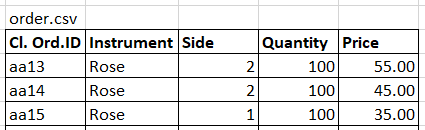 order.csv
Cl. Ord.ID Instrument Side Quantity Price
aa13 Rose 2 100 55.00
aa14 Rose 2 100 45.00
aa15 Rose 1 100 35.00